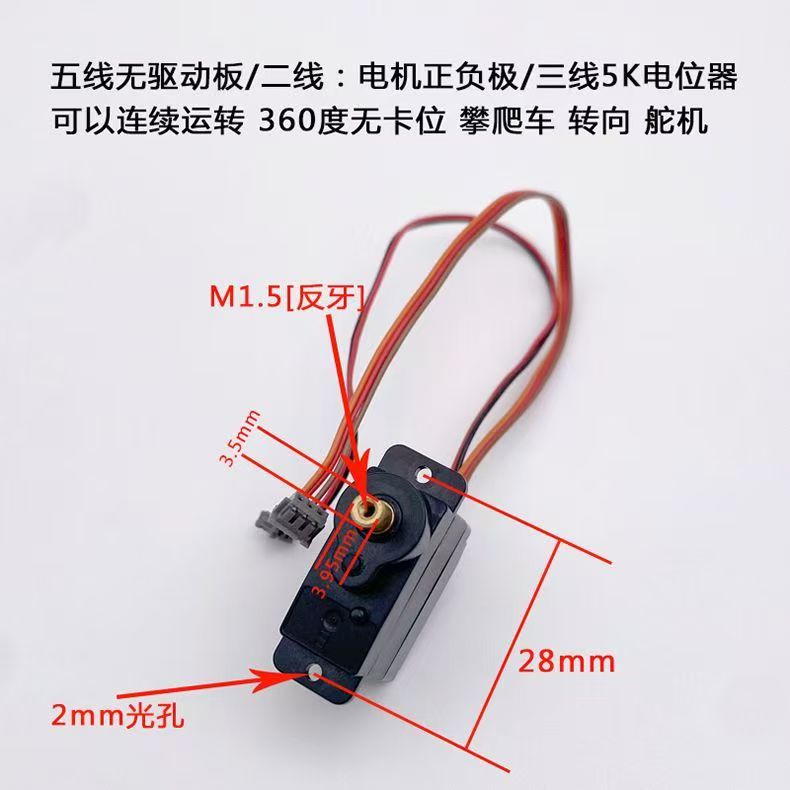 五线无驱动板/二线：电机正负极/三线5K电位器
可以连续运转 360度无卡位 攀爬车 转向 舵机
M1.5[反牙]
3.5mm
3.95mm
28mm
2mm光孔